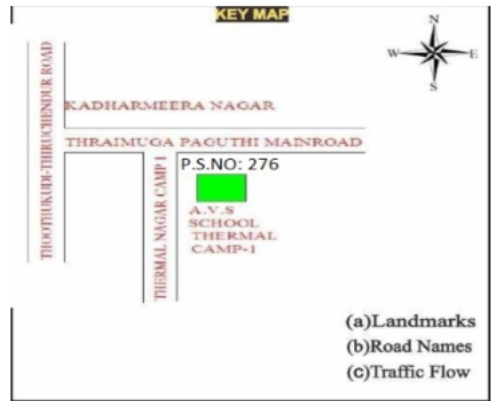 KEY MAP
N
W
E
S
THOOTHUKUDI-THIRUCHENDUR ROAD
KADHARMEERA NAGAR
THRAIMUGA PAGUTHI MAINROAD
THERMAL NAGAR CAMP 1
P.S.NO: 276
A.V.S
SCHOOL
THERMAL
CAMP-1
(a)Landmarks
(b)Road Names
(c)Traffic Flow